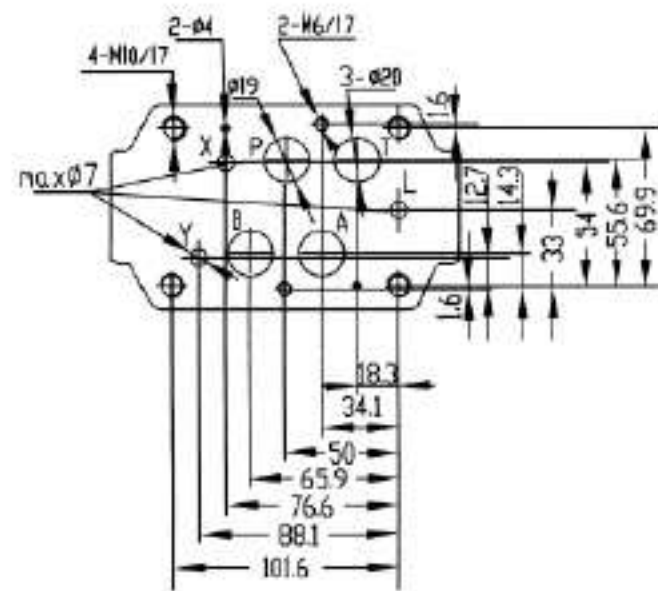 2-ø4
2-M6/17
4-M10/17
3-ø20
ø19
1.6
P
T
X
maxø7
L
12.7
14.3
Y
B
A
33
54
55.6
69.9
1.6
18.3
34.1
50
65.9
76.6
88.1
101.6